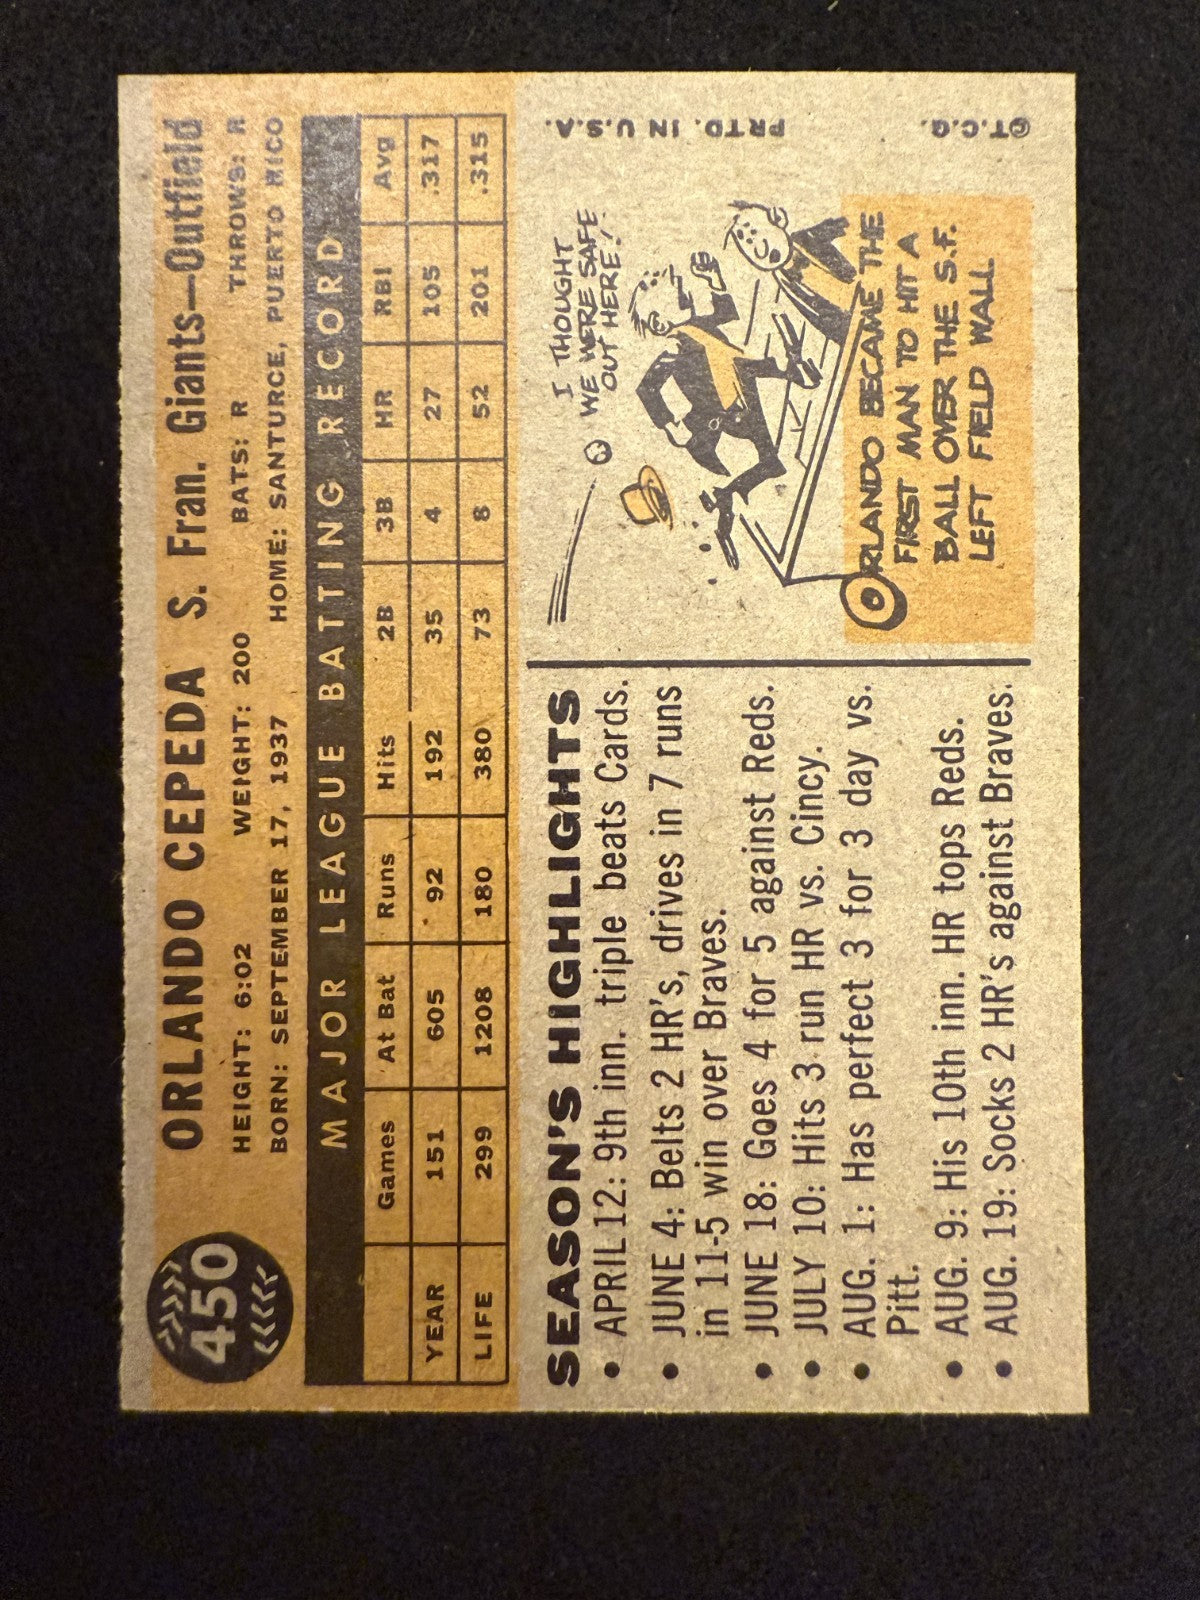 450
ORLANDO CEPEDA S. Fran. Giants—Outfield
HEIGHT: 6:02 WEIGHT: 200 BATS: R THROWS: R
BORN: SEPTEMBER 17, 1937 HOME: SANTURCE, PUERTO RICO
MAJOR LEAGUE BATTING RECORD
Games At Bat Runs Hits 2B 3B HR RBI Avg
YEAR 151 605 92 192 35 4 27 105 .317
LIFE 299 1208 180 380 73 8 52 201 .315
SEASON'S HIGHLIGHTS
• APRIL 12: 9th inn. triple beats Cards.
• JUNE 4: Belts 2 HR's, drives in 7 runs
in 11-5 win over Braves.
• JUNE 18: Goes 4 for 5 against Reds.
• JULY 10: Hits 3 run HR vs. Cincy.
• AUG. 1: Has perfect 3 for 3 day vs.
Pitt.
• AUG. 9: His 10th inn. HR tops Reds.
• AUG. 19: Socks 2 HR's against Braves.
I THOUGHT
WE WERE SAFE
OUT HERE!
ORLANDO BECAME THE
FIRST MAN TO HIT A
BALL OVER THE S.F.
LEFT FIELD WALL
©T.C.G. PRTD. IN U.S.A.